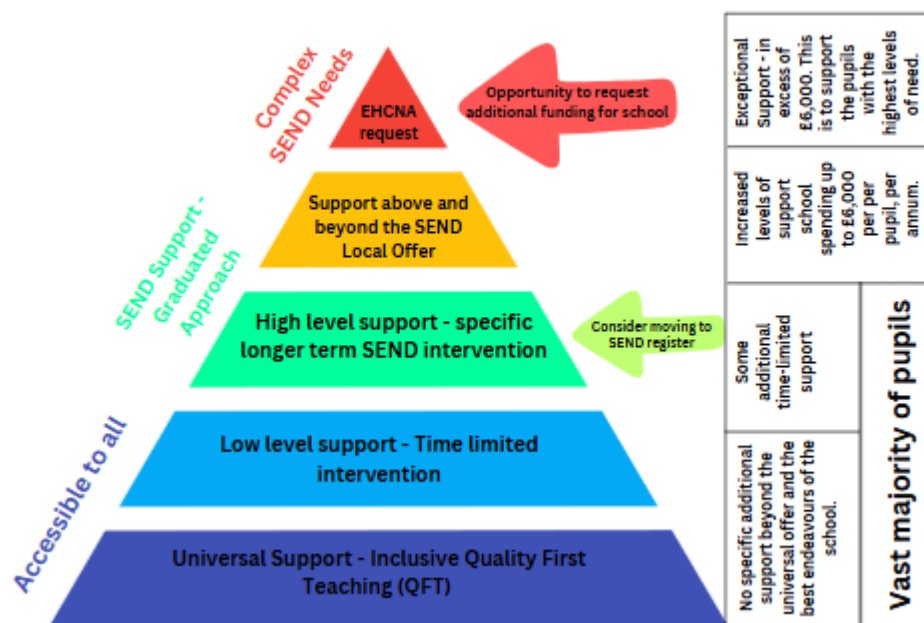 Complex
SEND Needs
EHCNA
request
Opportunity to request
additional funding for school
Exceptional
Support - in
excess of
£6,000. This
is to support
the pupils
with the
highest levels
of need.
SEND Support -
Graduated
Approach
Support above and
beyond the SEND
Local Offer
Increased
levels of
support
school
spending up
to £6,000
per per
pupil, per
annum.
High level support - specific
longer term SEND intervention
Consider moving to
SEND register
Some
additional
time-limited
support
Vast majority of pupils
Accessible to all
Low level support - Time limited
intervention
No specific additional
support beyond the
universal offer and the
best endeavours of the
school.
Universal Support - Inclusive Quality First
Teaching (QFT)